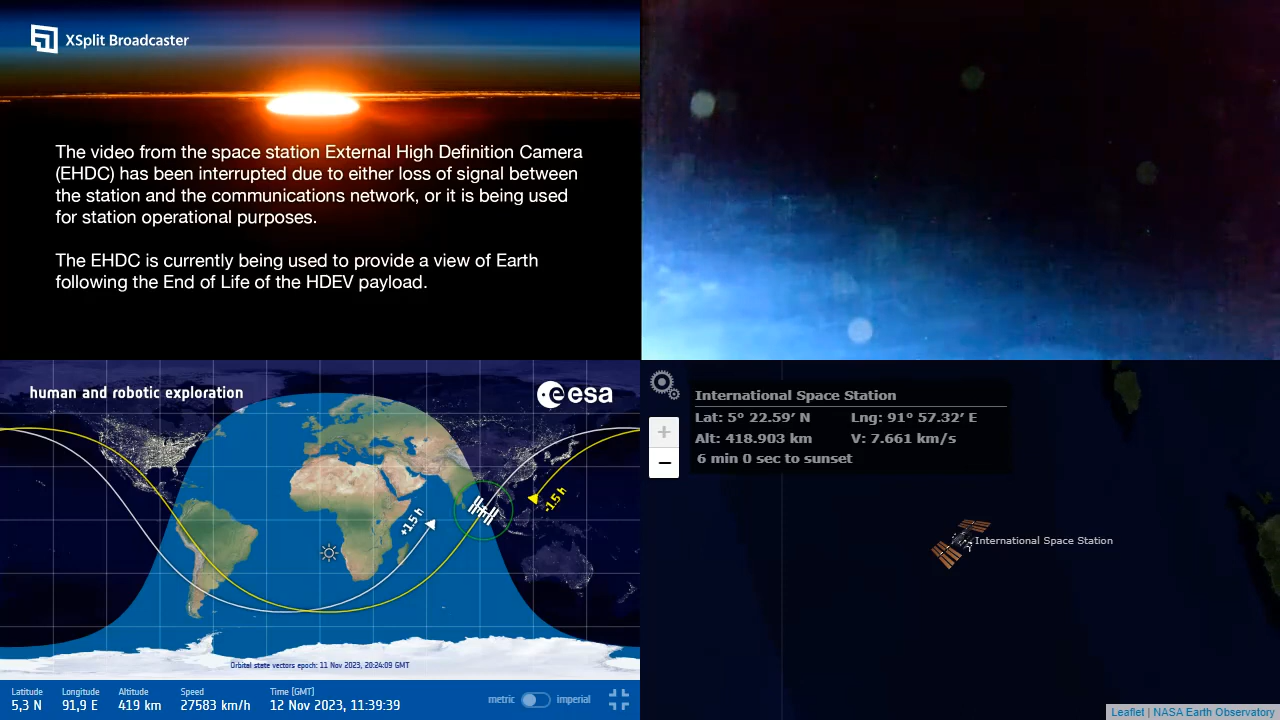 XSplit Broadcaster
The video from the space station External High Definition Camera
(EHDC) has been interrupted due to either loss of signal between
the station and the communications network, or it is being used
for station operational purposes.
The EHDC is currently being used to provide a view of Earth
following the End of Life of the HDEV payload.
human and robotic exploration
esa
+1.5 h
-1.5 h
Orbital state vectors epoch: 11 Nov 2023, 20:24:09 GMT
Latitude Longitude Altitude Speed Time [GMT]
5,3 N 91,9 E 419 km 27583 km/h 12 Nov 2023, 11:39:39
metric imperial
+
−
International Space Station
Lat: 5° 22.59′ N Lng: 91° 57.32′ E
Alt: 418.903 km V: 7.661 km/s
6 min 0 sec to sunset
International Space Station
Leaflet | NASA Earth Observatory